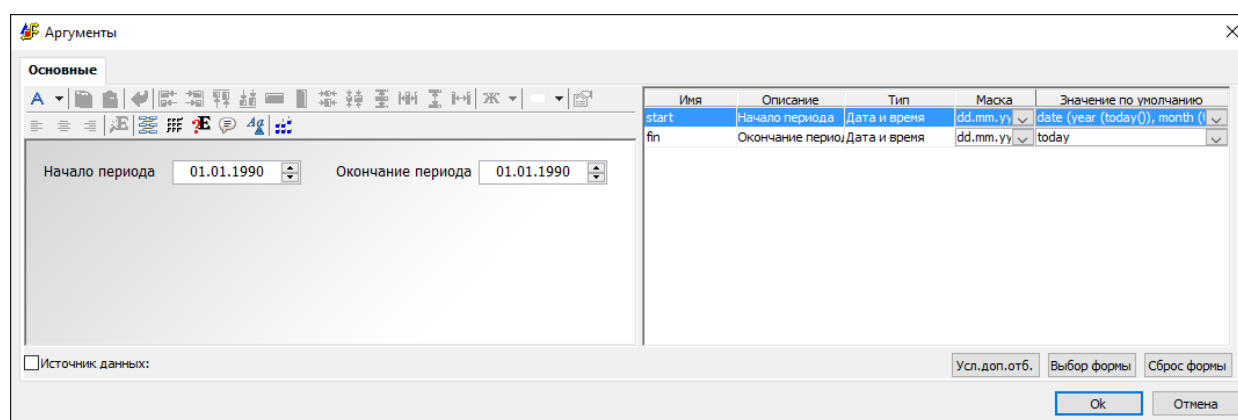 Аргументы
Основные
Имя Описание Тип Маска Значение по умолчанию
start Начало периода Дата и время dd.mm.yy date (year (today()), month (t
fin Окончание период Дата и время dd.mm.yy today
Начало периода 01.01.1990 Окончание периода 01.01.1990
Источник данных:
Усл.доп.отб. Выбор формы Сброс формы
Ok Отмена